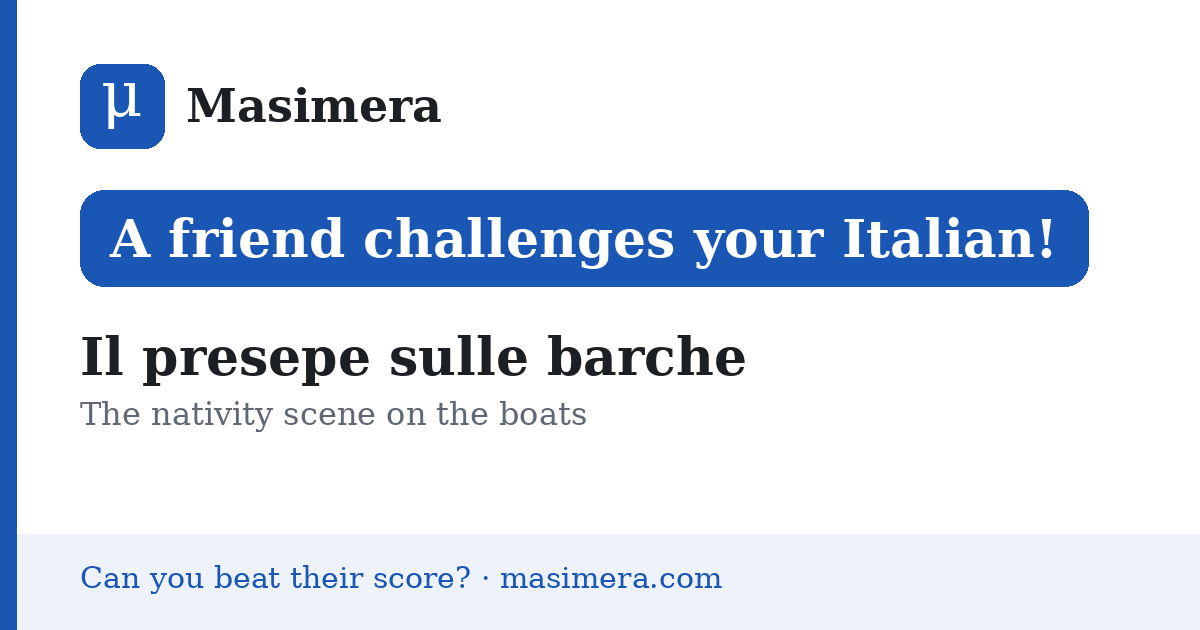 μ
Masimera
A friend challenges your Italian!
Il presepe sulle barche
The nativity scene on the boats
Can you beat their score? · masimera.com